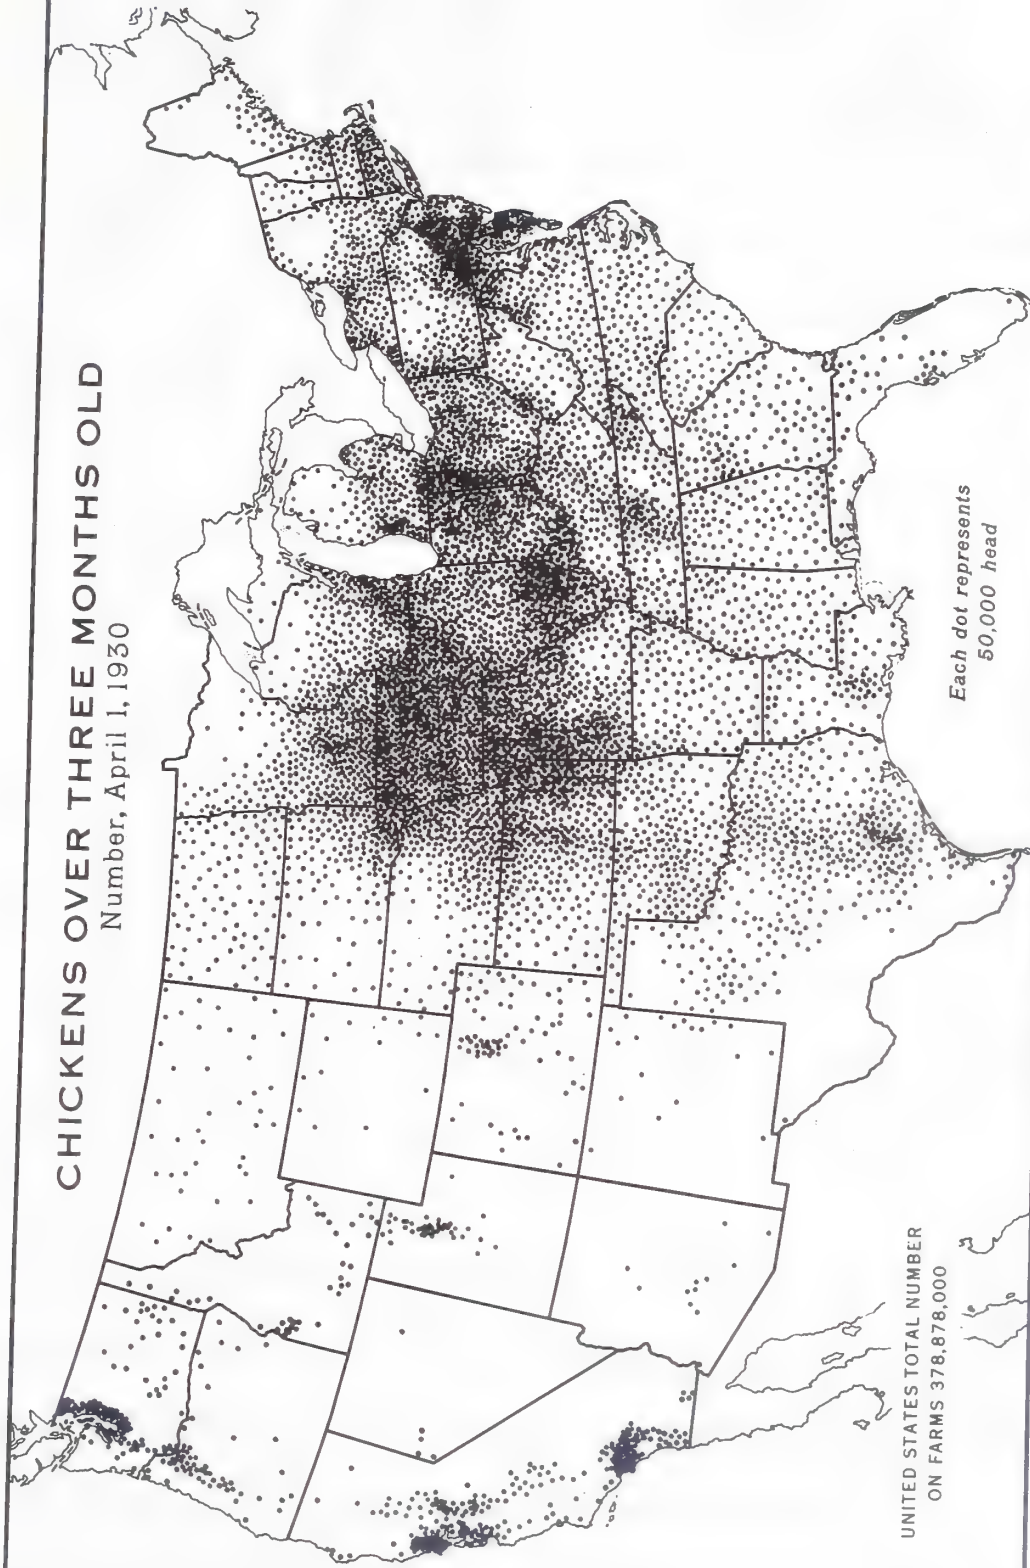 CHICKENS OVER THREE MONTHS OLD
Number, April 1, 1930
Each dot represents
50,000 head
UNITED STATES TOTAL NUMBER
ON FARMS 378,878,000